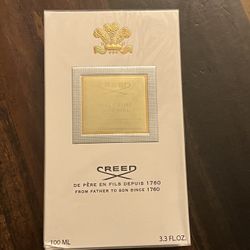 CREED
DE PÈRE EN FILS DEPUIS 1760
FROM FATHER TO SON SINCE 1760
100 ML
3.3 FL.OZ.